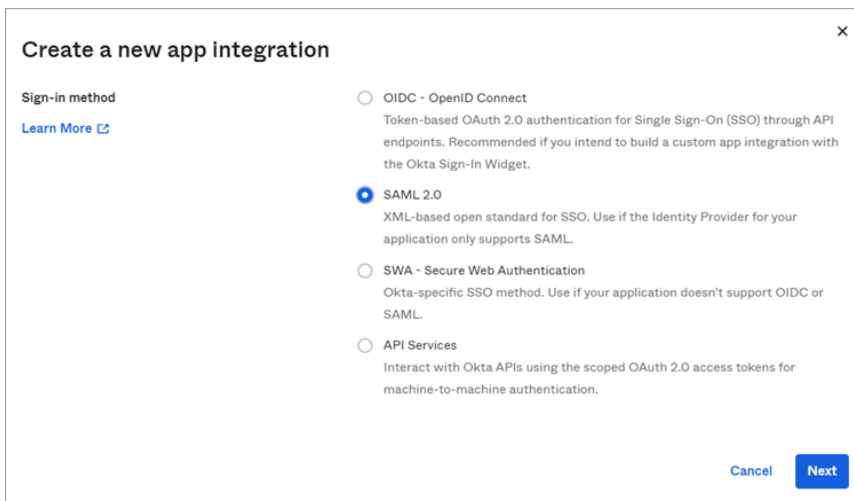 Create a new app integration
Sign-in method
Learn More
OIDC - OpenID Connect
Token-based OAuth 2.0 authentication for Single Sign-On (SSO) through API
endpoints. Recommended if you intend to build a custom app integration with
the Okta Sign-In Widget.
SAML 2.0
XML-based open standard for SSO. Use if the Identity Provider for your
application only supports SAML.
SWA - Secure Web Authentication
Okta-specific SSO method. Use if your application doesn't support OIDC or
SAML.
API Services
Interact with Okta APIs using the scoped OAuth 2.0 access tokens for
machine-to-machine authentication.
Cancel
Next